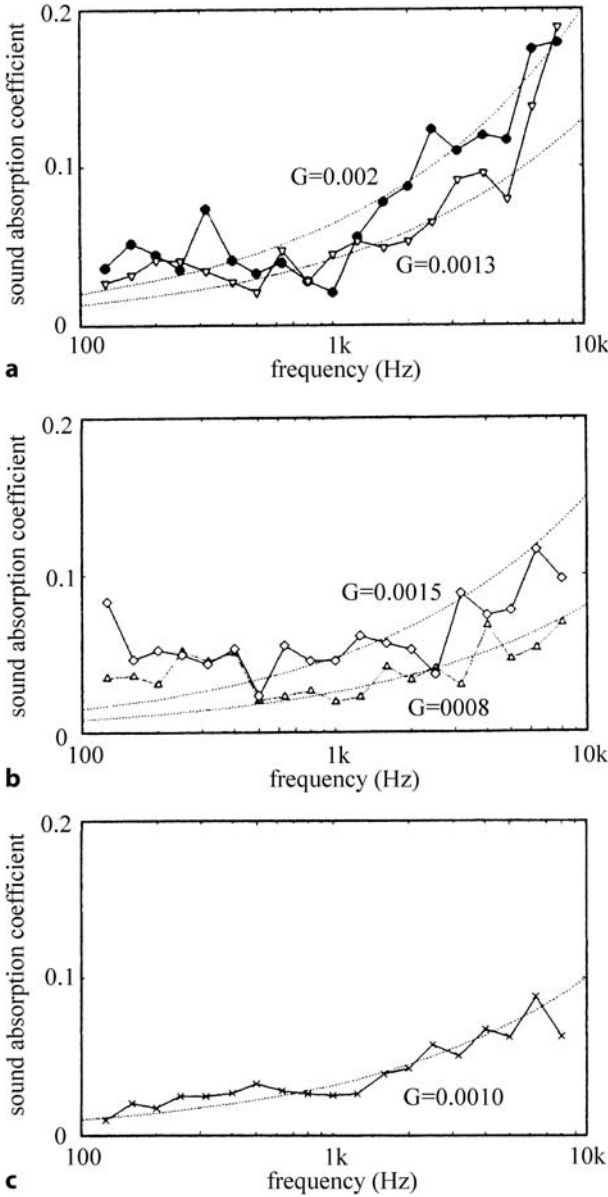 0.2
sound absorption coefficient
0.1
G=0.002
G=0.0013
0
100
1k
10k
frequency (Hz)
a
0.2
sound absorption coefficient
0.1
G=0.0015
G=0008
0
100
1k
10k
frequency (Hz)
b
0.2
sound absorption coefficient
0.1
G=0.0010
0
100
1k
10k
frequency (Hz)
c